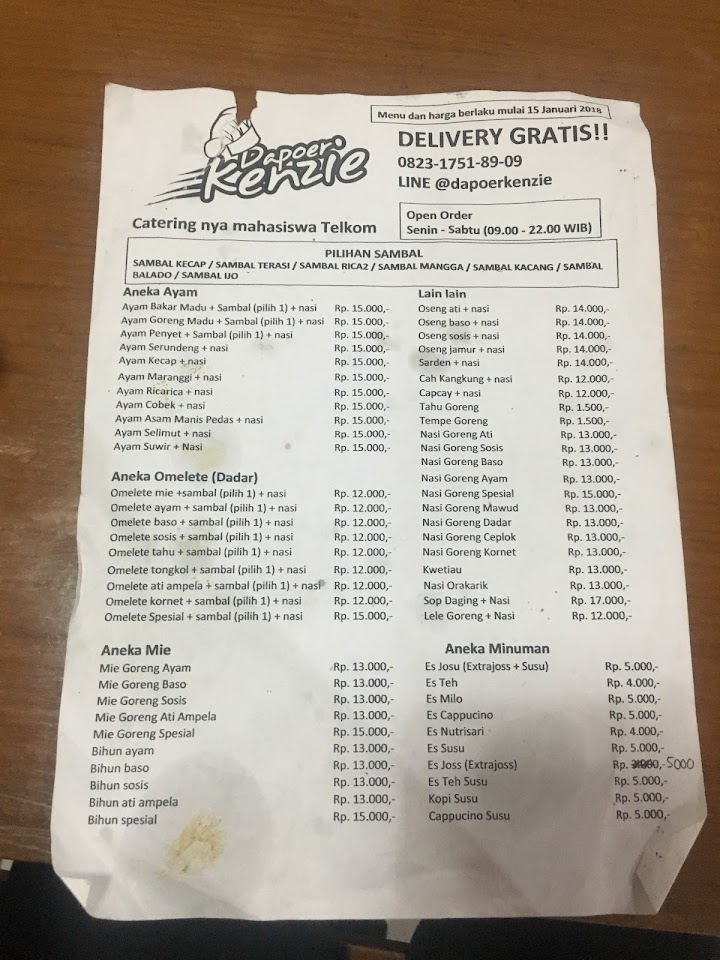 Dapoer
Kenzie
Menu dan harga berlaku mulai 15 Januari 2018
DELIVERY GRATIS!!
0823-1751-89-09
LINE @dapoerkenzie
Catering nya mahasiswa Telkom
Open Order
Senin - Sabtu (09.00 - 22.00 WIB)
PILIHAN SAMBAL
SAMBAL KECAP / SAMBAL TERASI / SAMBAL RICA2 / SAMBAL MANGGA / SAMBAL KACANG / SAMBAL
BALADO / SAMBAL IJO
Aneka Ayam
Ayam Bakar Madu + Sambal (pilih 1) + nasi Rp. 15.000,-
Ayam Goreng Madu + Sambal (pilih 1) + nasi Rp. 15.000,-
Ayam Penyet + Sambal (pilih 1) + nasi Rp. 15.000,-
Ayam Serundeng + nasi Rp. 15.000,-
Ayam Kecap + nasi Rp. 15.000,-
Ayam Maranggi + nasi Rp. 15.000,-
Ayam Ricarica + nasi Rp. 15.000,-
Ayam Cobek + nasi Rp. 15.000,-
Ayam Asam Manis Pedas + nasi Rp. 15.000,-
Ayam Selimut + nasi Rp. 15.000,-
Ayam Suwir + Nasi Rp. 15.000,-
Aneka Omelete (Dadar)
Omelete mie +sambal (pilih 1) + nasi Rp. 12.000,-
Omelete ayam + sambal (pilih 1) + nasi Rp. 12.000,-
Omelete baso + sambal (pilih 1) + nasi Rp. 12.000,-
Omelete sosis + sambal (pilih 1) + nasi Rp. 12.000,-
Omelete tahu + sambal (pilih 1) + nasi Rp. 12.000,-
Omelete tongkol + sambal (pilih 1) + nasi Rp. 12.000,-
Omelete ati ampela + sambal (pilih 1) + nasi Rp. 12.000,-
Omelete kornet + sambal (pilih 1) + nasi Rp. 12.000,-
Omelete Spesial + sambal (pilih 1) + nasi Rp. 15.000,-
Aneka Mie
Mie Goreng Ayam Rp. 13.000,-
Mie Goreng Baso Rp. 13.000,-
Mie Goreng Sosis Rp. 13.000,-
Mie Goreng Ati Ampela Rp. 13.000,-
Mie Goreng Spesial Rp. 15.000,-
Bihun ayam Rp. 13.000,-
Bihun baso Rp. 13.000,-
Bihun sosis Rp. 13.000,-
Bihun ati ampela Rp. 13.000,-
Bihun spesial Rp. 15.000,-
Lain lain
Oseng ati + nasi Rp. 14.000,-
Oseng baso + nasi Rp. 14.000,-
Oseng sosis + nasi Rp. 14.000,-
Oseng jamur + nasi Rp. 14.000,-
Sarden + nasi Rp. 14.000,-
Cah Kangkung + nasi Rp. 12.000,-
Capcay + nasi Rp. 12.000,-
Tahu Goreng Rp. 1.500,-
Tempe Goreng Rp. 1.500,-
Nasi Goreng Ati Rp. 13.000,-
Nasi Goreng Sosis Rp. 13.000,-
Nasi Goreng Baso Rp. 13.000,-
Nasi Goreng Ayam Rp. 13.000,-
Nasi Goreng Spesial Rp. 15.000,-
Nasi Goreng Mawud Rp. 13.000,-
Nasi Goreng Dadar Rp. 13.000,-
Nasi Goreng Ceplok Rp. 13.000,-
Nasi Goreng Kornet Rp. 13.000,-
Kwetiau Rp. 13.000,-
Nasi Orakarik Rp. 13.000,-
Sop Daging + Nasi Rp. 17.000,-
Lele Goreng + Nasi Rp. 12.000,-
Aneka Minuman
Es Josu (Extrajoss + Susu) Rp. 5.000,-
Es Teh Rp. 4.000,-
Es Milo Rp. 5.000,-
Es Cappucino Rp. 5.000,-
Es Nutrisari Rp. 4.000,-
Es Susu Rp. 5.000,-
Es Joss (Extrajoss) Rp. 5000
Es Teh Susu Rp. 5.000,-
Kopi Susu Rp. 5.000,-
Cappucino Susu Rp. 5.000,-